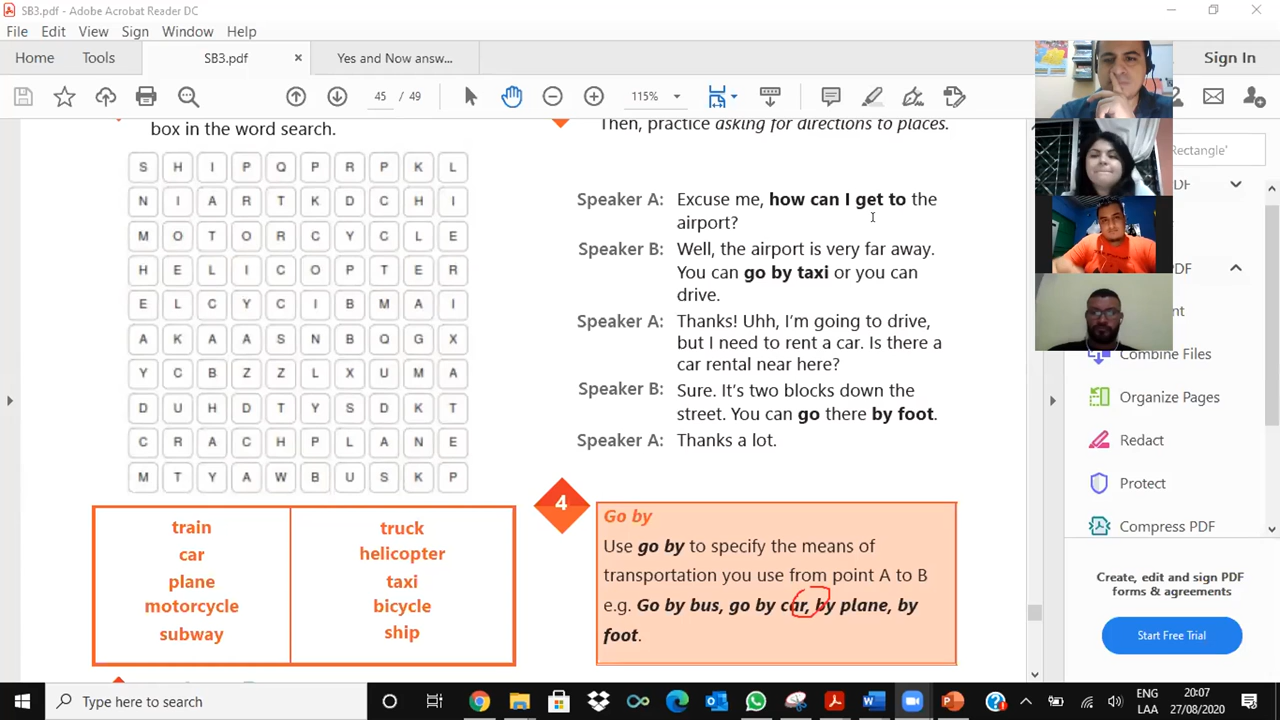 SB3.pdf - Adobe Acrobat Reader DC
File Edit View Sign Window Help
Home Tools SB3.pdf × Yes and Now answ... Sign In
45 / 49 115%
box in the word search.
S H I P Q P R C K L
N I A R T K D C H I
M O T O R C Y C L E
H E L I C O P T E R
E L C Y C I B M A I
A K A A S N B Q G X
Y C B Z Z L X U M A
D U H D T Y S D K T
C R A C H P L A N E
M T Y A W B U S K P
train
car
plane
motorcycle
subway
truck
helicopter
taxi
bicycle
ship
Then, practice asking for directions to places.
Speaker A: Excuse me, how can I get to the
airport?
Speaker B: Well, the airport is very far away.
You can go by taxi or you can
drive.
Speaker A: Thanks! Uhh, I'm going to drive,
but I need to rent a car. Is there a
car rental near here?
Speaker B: Sure. It's two blocks down the
street. You can go there by foot.
Speaker A: Thanks a lot.
4
Go by
Use go by to specify the means of
transportation you use from point A to B
e.g. Go by bus, go by car, by plane, by
foot.
Rectangle'
DF
nt
PDF
ent
Combine Files
Organize Pages
Redact
Protect
Compress PDF
Create, edit and sign PDF
forms & agreements
Start Free Trial
Type here to search
ENG
LAA
20:07
27/08/2020